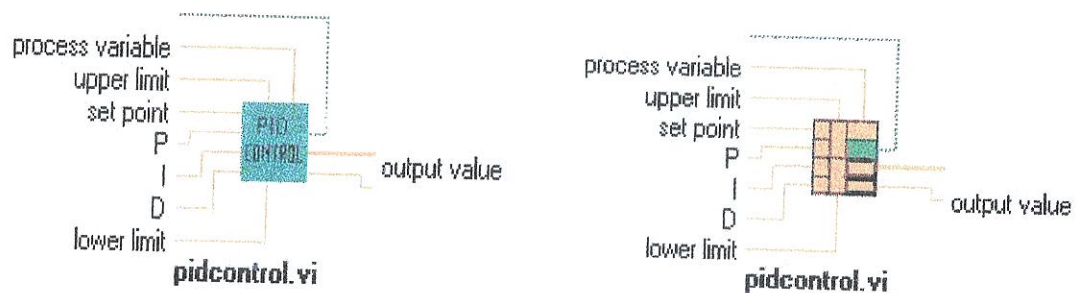 process variable
upper limit
set point
P
I
D
lower limit
PID
CONTROL
output value
pidcontrol.vi
process variable
upper limit
set point
P
I
D
lower limit
output value
pidcontrol.vi